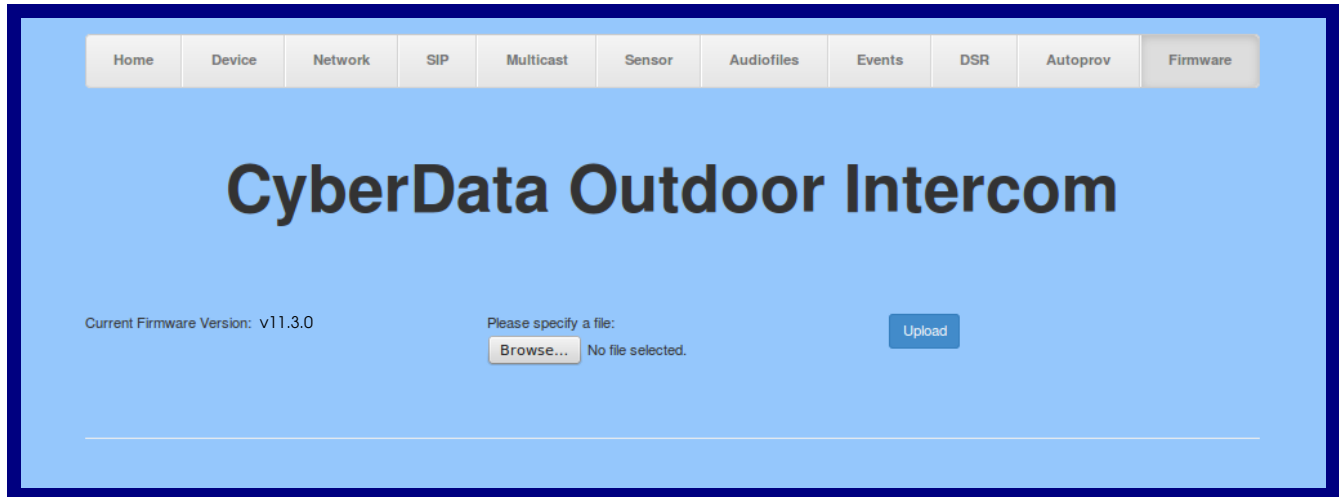 Home Device Network SIP Multicast Sensor Audiofiles Events DSR Autoprov Firmware
CyberData Outdoor Intercom
Current Firmware Version: v11.3.0
Please specify a file:
Browse... No file selected.
Upload